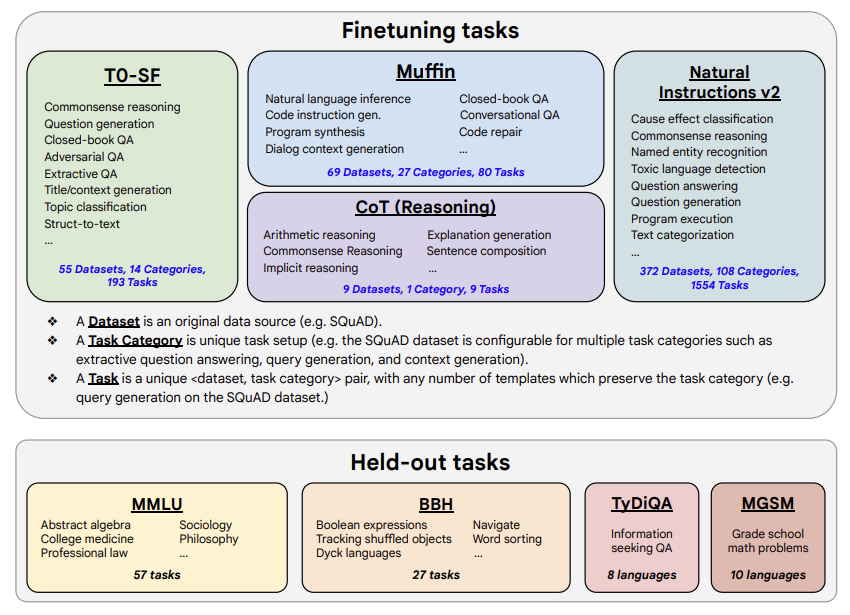 Finetuning tasks
T0-SF
Commonsense reasoning
Question generation
Closed-book QA
Adversarial QA
Extractive QA
Title/context generation
Topic classification
Struct-to-text
...
55 Datasets, 14 Categories,
193 Tasks
Muffin
Natural language inference
Code instruction gen.
Program synthesis
Dialog context generation
Closed-book QA
Conversational QA
Code repair
...
69 Datasets, 27 Categories, 80 Tasks
CoT (Reasoning)
Arithmetic reasoning
Commonsense Reasoning
Implicit reasoning
Explanation generation
Sentence composition
...
9 Datasets, 1 Category, 9 Tasks
Natural
Instructions v2
Cause effect classification
Commonsense reasoning
Named entity recognition
Toxic language detection
Question answering
Question generation
Program execution
Text categorization
...
372 Datasets, 108 Categories,
1554 Tasks
❖ A Dataset is an original data source (e.g. SQuAD).
❖ A Task Category is unique task setup (e.g. the SQuAD dataset is configurable for multiple task categories such as
extractive question answering, query generation, and context generation).
❖ A Task is a unique <dataset, task category> pair, with any number of templates which preserve the task category (e.g.
query generation on the SQuAD dataset.)
Held-out tasks
MMLU
Abstract algebra
College medicine
Professional law
Sociology
Philosophy
...
57 tasks
BBH
Boolean expressions
Tracking shuffled objects
Dyck languages
Navigate
Word sorting
...
27 tasks
TyDiQA
Information
seeking QA
8 languages
MGSM
Grade school
math problems
10 languages